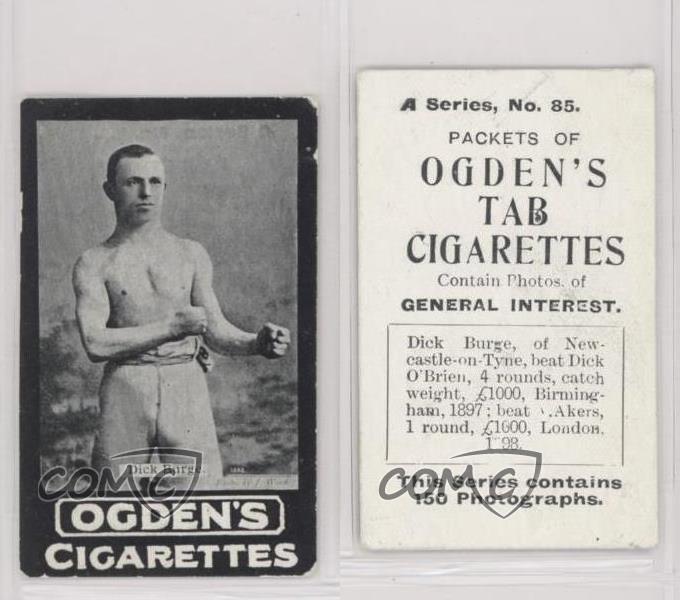 Dick Burge.
OGDEN'S
CIGARETTES
A Series, No. 85.
PACKETS OF
OGDEN'S
TAB
CIGARETTES
Contain Photos. of
GENERAL INTEREST.
Dick Burge, of New-
castle-on-Tyne, beat Dick
O'Brien, 4 rounds, catch
weight, £1000, Birming-
ham, 1897; beat Akers,
1 round, £1000, London,
This Series contains
150 Photographs.
COMC
COMC